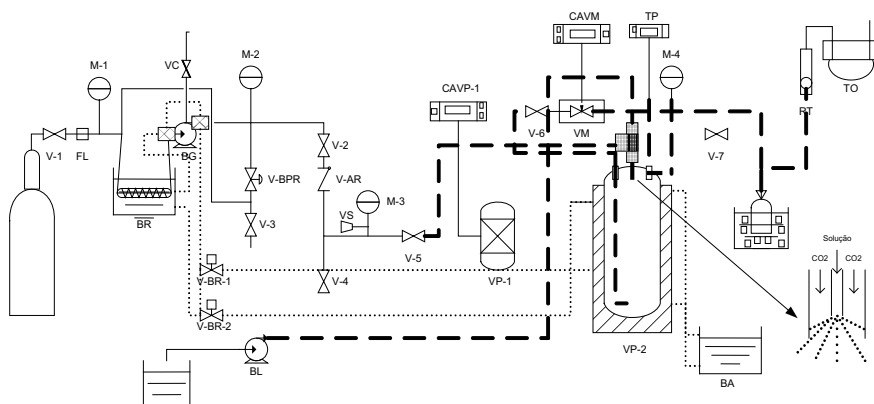 CAVM
TP
VC
M-2
M-4
M-1
CAVP-1
TO
RT
V-6
VM
V-1
FL
BG
V-2
V-7
V-BPR
V-AR
M-3
VS
BR
V-3
V-5
Solução
V-BR-1
V-4
VP-1
CO2
CO2
V-BR-2
VP-2
BL
BA